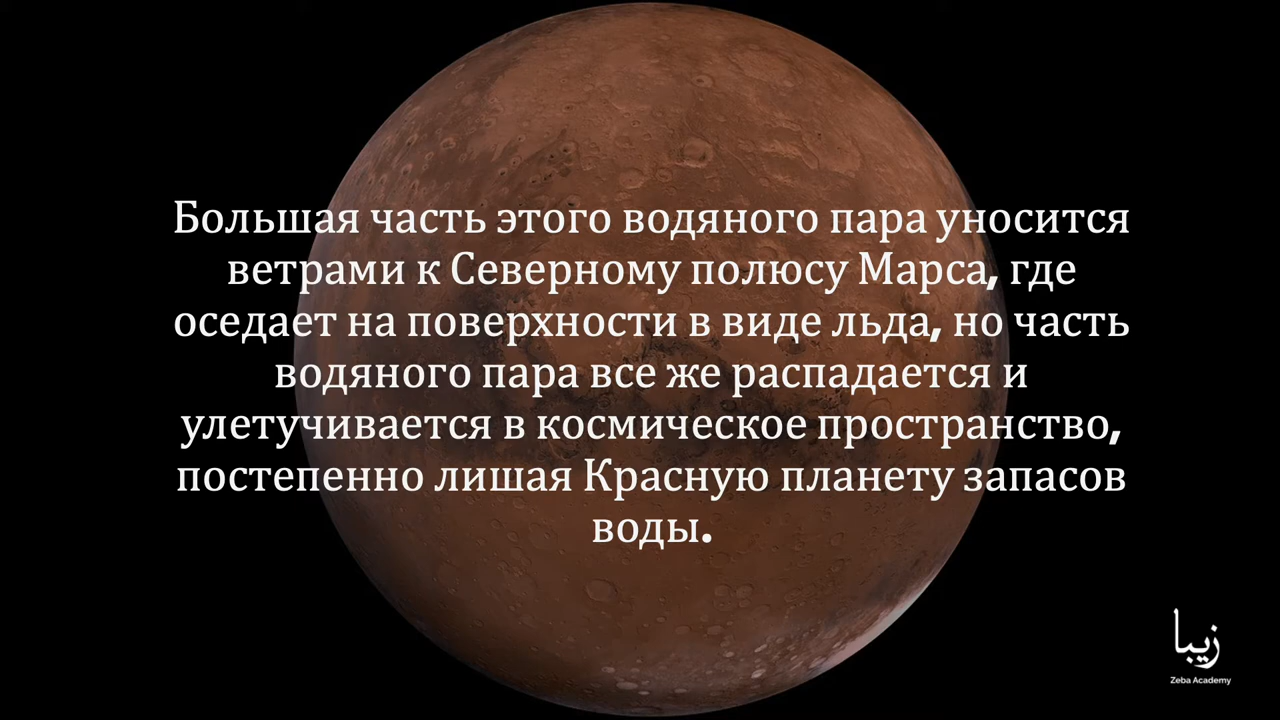 Большая часть этого водяного пара уносится
ветрами к Северному полюсу Марса, где
оседает на поверхности в виде льда, но часть
водяного пара все же распадается и
улетучивается в космическое пространство,
постепенно лишая Красную планету запасов
воды.
زیبا
Zeba Academy